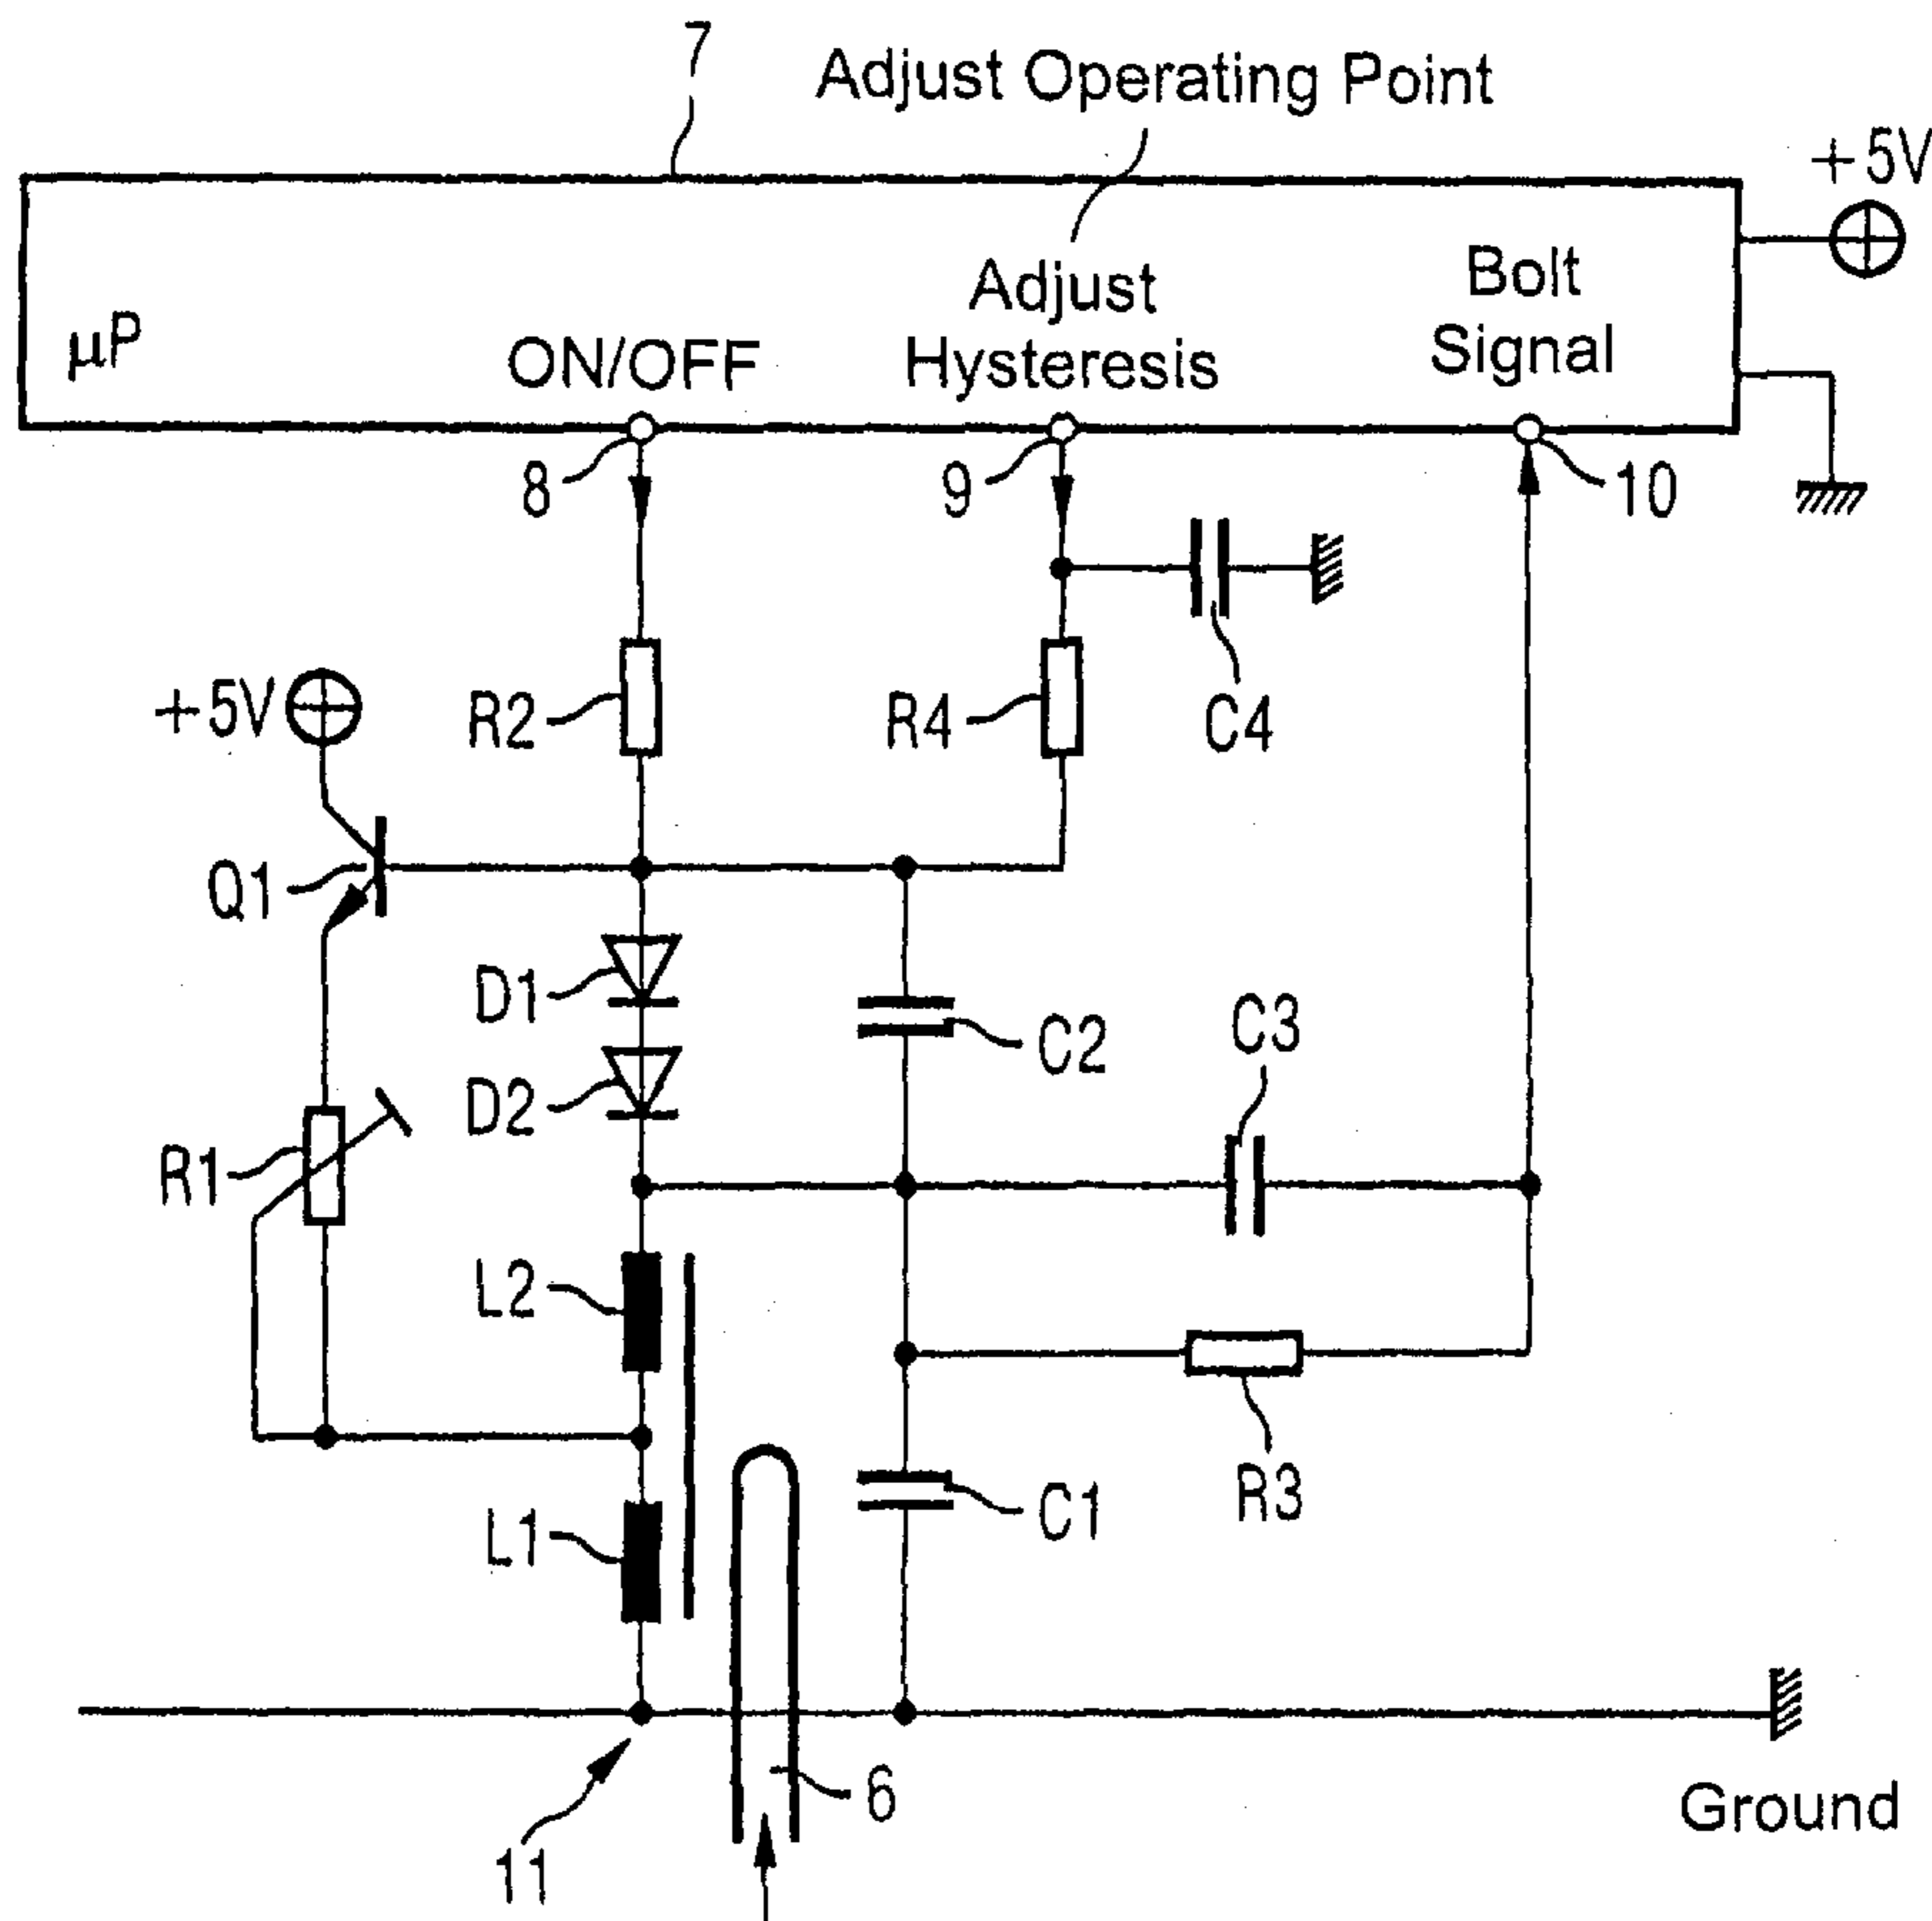 7
Adjust Operating Point
+5V
Adjust
Hysteresis
Bolt
Signal
µP
ON/OFF
8
9
10
+5V
R2
R4
C4
Q1
D1
C2
C3
D2
R1
L2
R3
C1
L1
6
Ground
11